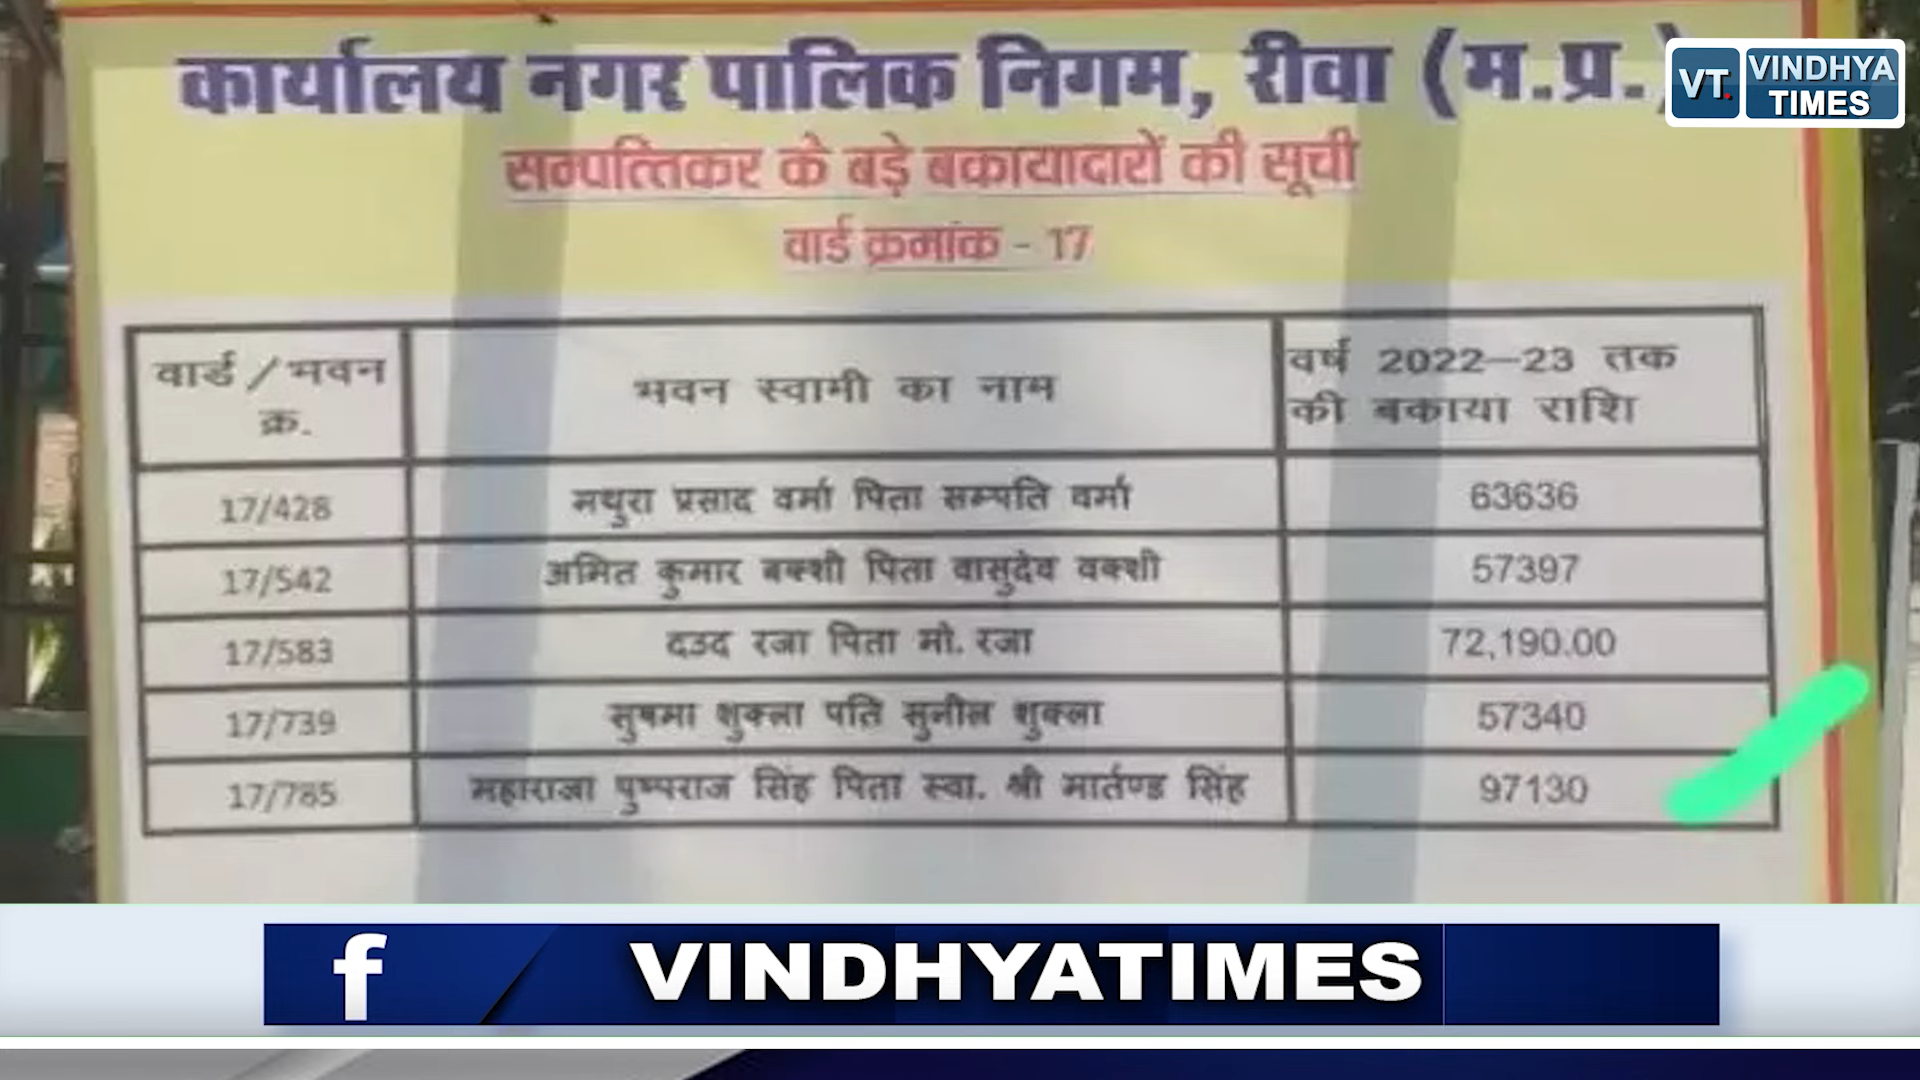 कार्यालय नगर पालिक निगम, रीवा (म.प्र.)
VT. VINDHYA TIMES
सम्पत्तिकर के बड़े बकायादारों की सूची
वार्ड क्रमांक - 17
वार्ड/भवन क्र. भवन स्वामी का नाम वर्ष 2022-23 तक की बकाया राशि
17/428 मथुरा प्रसाद वर्मा पिता सम्पति वर्मा 63636
17/542 अमित कुमार बक्शी पिता वासुदेव वक्शी 57397
17/583 दउद रजा पिता मो. रजा 72,190.00
17/739 सुषमा शुक्ला पति सुनील शुक्ला 57340
17/785 महाराजा पुष्पराज सिंह पिता स्वा. श्री मार्तण्ड सिंह 97130
f VINDHYATIMES